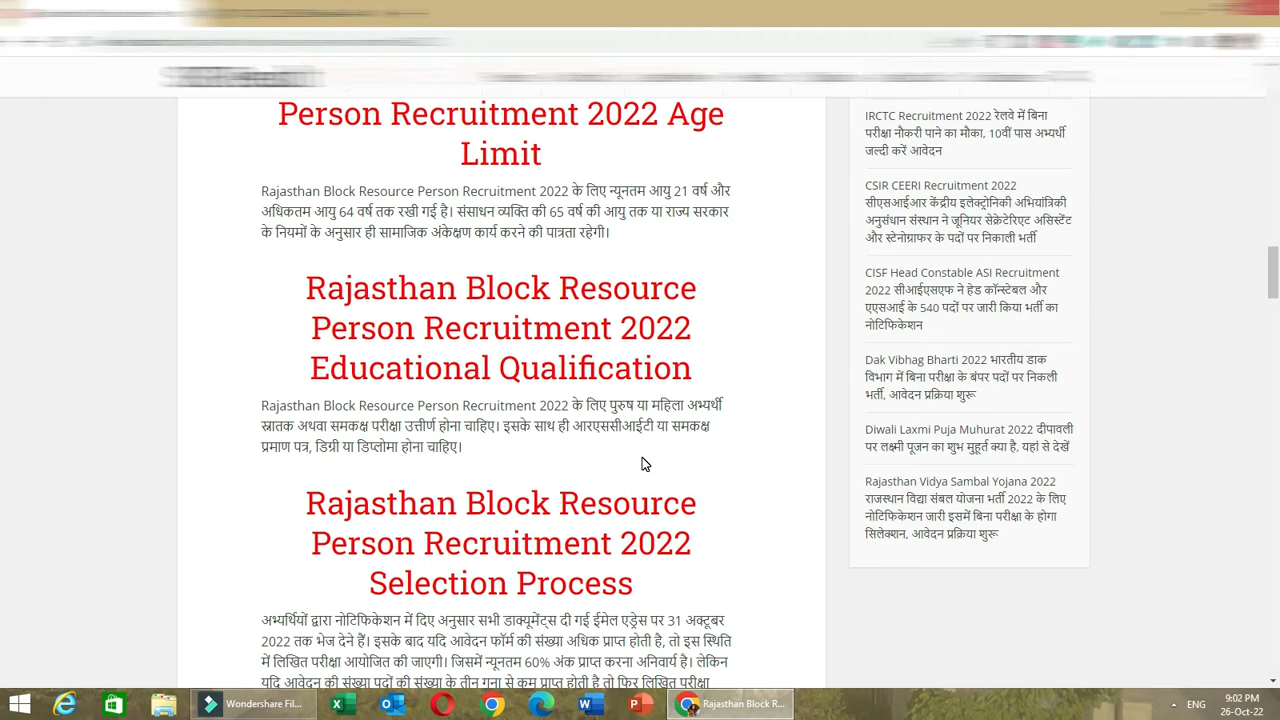 Person Recruitment 2022 Age
Limit
Rajasthan Block Resource Person Recruitment 2022 के लिए न्यूनतम आयु 21 वर्ष और
अधिकतम आयु 64 वर्ष तक रखी गई है। संसाधन व्यक्ति की 65 वर्ष की आयु तक या राज्य सरकार
के नियमों के अनुसार ही सामाजिक अंकेक्षण कार्य करने की पात्रता रहेगी।
Rajasthan Block Resource
Person Recruitment 2022
Educational Qualification
Rajasthan Block Resource Person Recruitment 2022 के लिए पुरुष या महिला अभ्यर्थी
स्नातक अथवा समकक्ष परीक्षा उत्तीर्ण होना चाहिए। इसके साथ ही आरएससीआईटी या समकक्ष
प्रमाण पत्र, डिग्री या डिप्लोमा होना चाहिए।
Rajasthan Block Resource
Person Recruitment 2022
Selection Process
अभ्यर्थियों द्वारा नोटिफिकेशन में दिए अनुसार सभी डाक्यूमेंट्स दी गई ईमेल एड्रेस पर 31 अक्टूबर
2022 तक भेज देने हैं। इसके बाद यदि आवेदन फॉर्म की संख्या अधिक प्राप्त होती है, तो इस स्थिति
में लिखित परीक्षा आयोजित की जाएगी। जिसमें न्यूनतम 60% अंक प्राप्त करना अनिवार्य है। लेकिन
यदि आवेदन की संख्या पदों की संख्या के तीन गुना से कम प्राप्त होती है तो फिर लिखित परीक्षा
IRCTC Recruitment 2022 रेलवे में बिना
परीक्षा नौकरी पाने का मौका, 10वीं पास अभ्यर्थी
जल्दी करें आवेदन
CSIR CEERI Recruitment 2022
सीएसआईआर केंद्रीय इलेक्ट्रोनिकी अभियांत्रिकी
अनुसंधान संस्थान ने जूनियर सेक्रेटेरिएट असिस्टेंट
और स्टेनोग्राफर के पदों पर निकाली भर्ती
CISF Head Constable ASI Recruitment
2022 सीआईएसएफ ने हेड कॉन्स्टेबल और
एएसआई के 540 पदों पर जारी किया भर्ती का
नोटिफिकेशन
Dak Vibhag Bharti 2022 भारतीय डाक
विभाग में बिना परीक्षा के बंपर पदों पर निकली
भर्ती, आवेदन प्रक्रिया शुरू
Diwali Laxmi Puja Muhurat 2022 दीपावली
पर लक्ष्मी पूजन का शुभ मुहूर्त क्या है, यहां से देखें
Rajasthan Vidya Sambal Yojana 2022
राजस्थान विद्या संबल योजना भर्ती 2022 के लिए
नोटिफिकेशन जारी इसमें बिना परीक्षा के होगा
सिलेक्शन, आवेदन प्रक्रिया शुरू
Wondershare Fil...
Rajasthan Block R...
ENG
9:02 PM
26-Oct-22